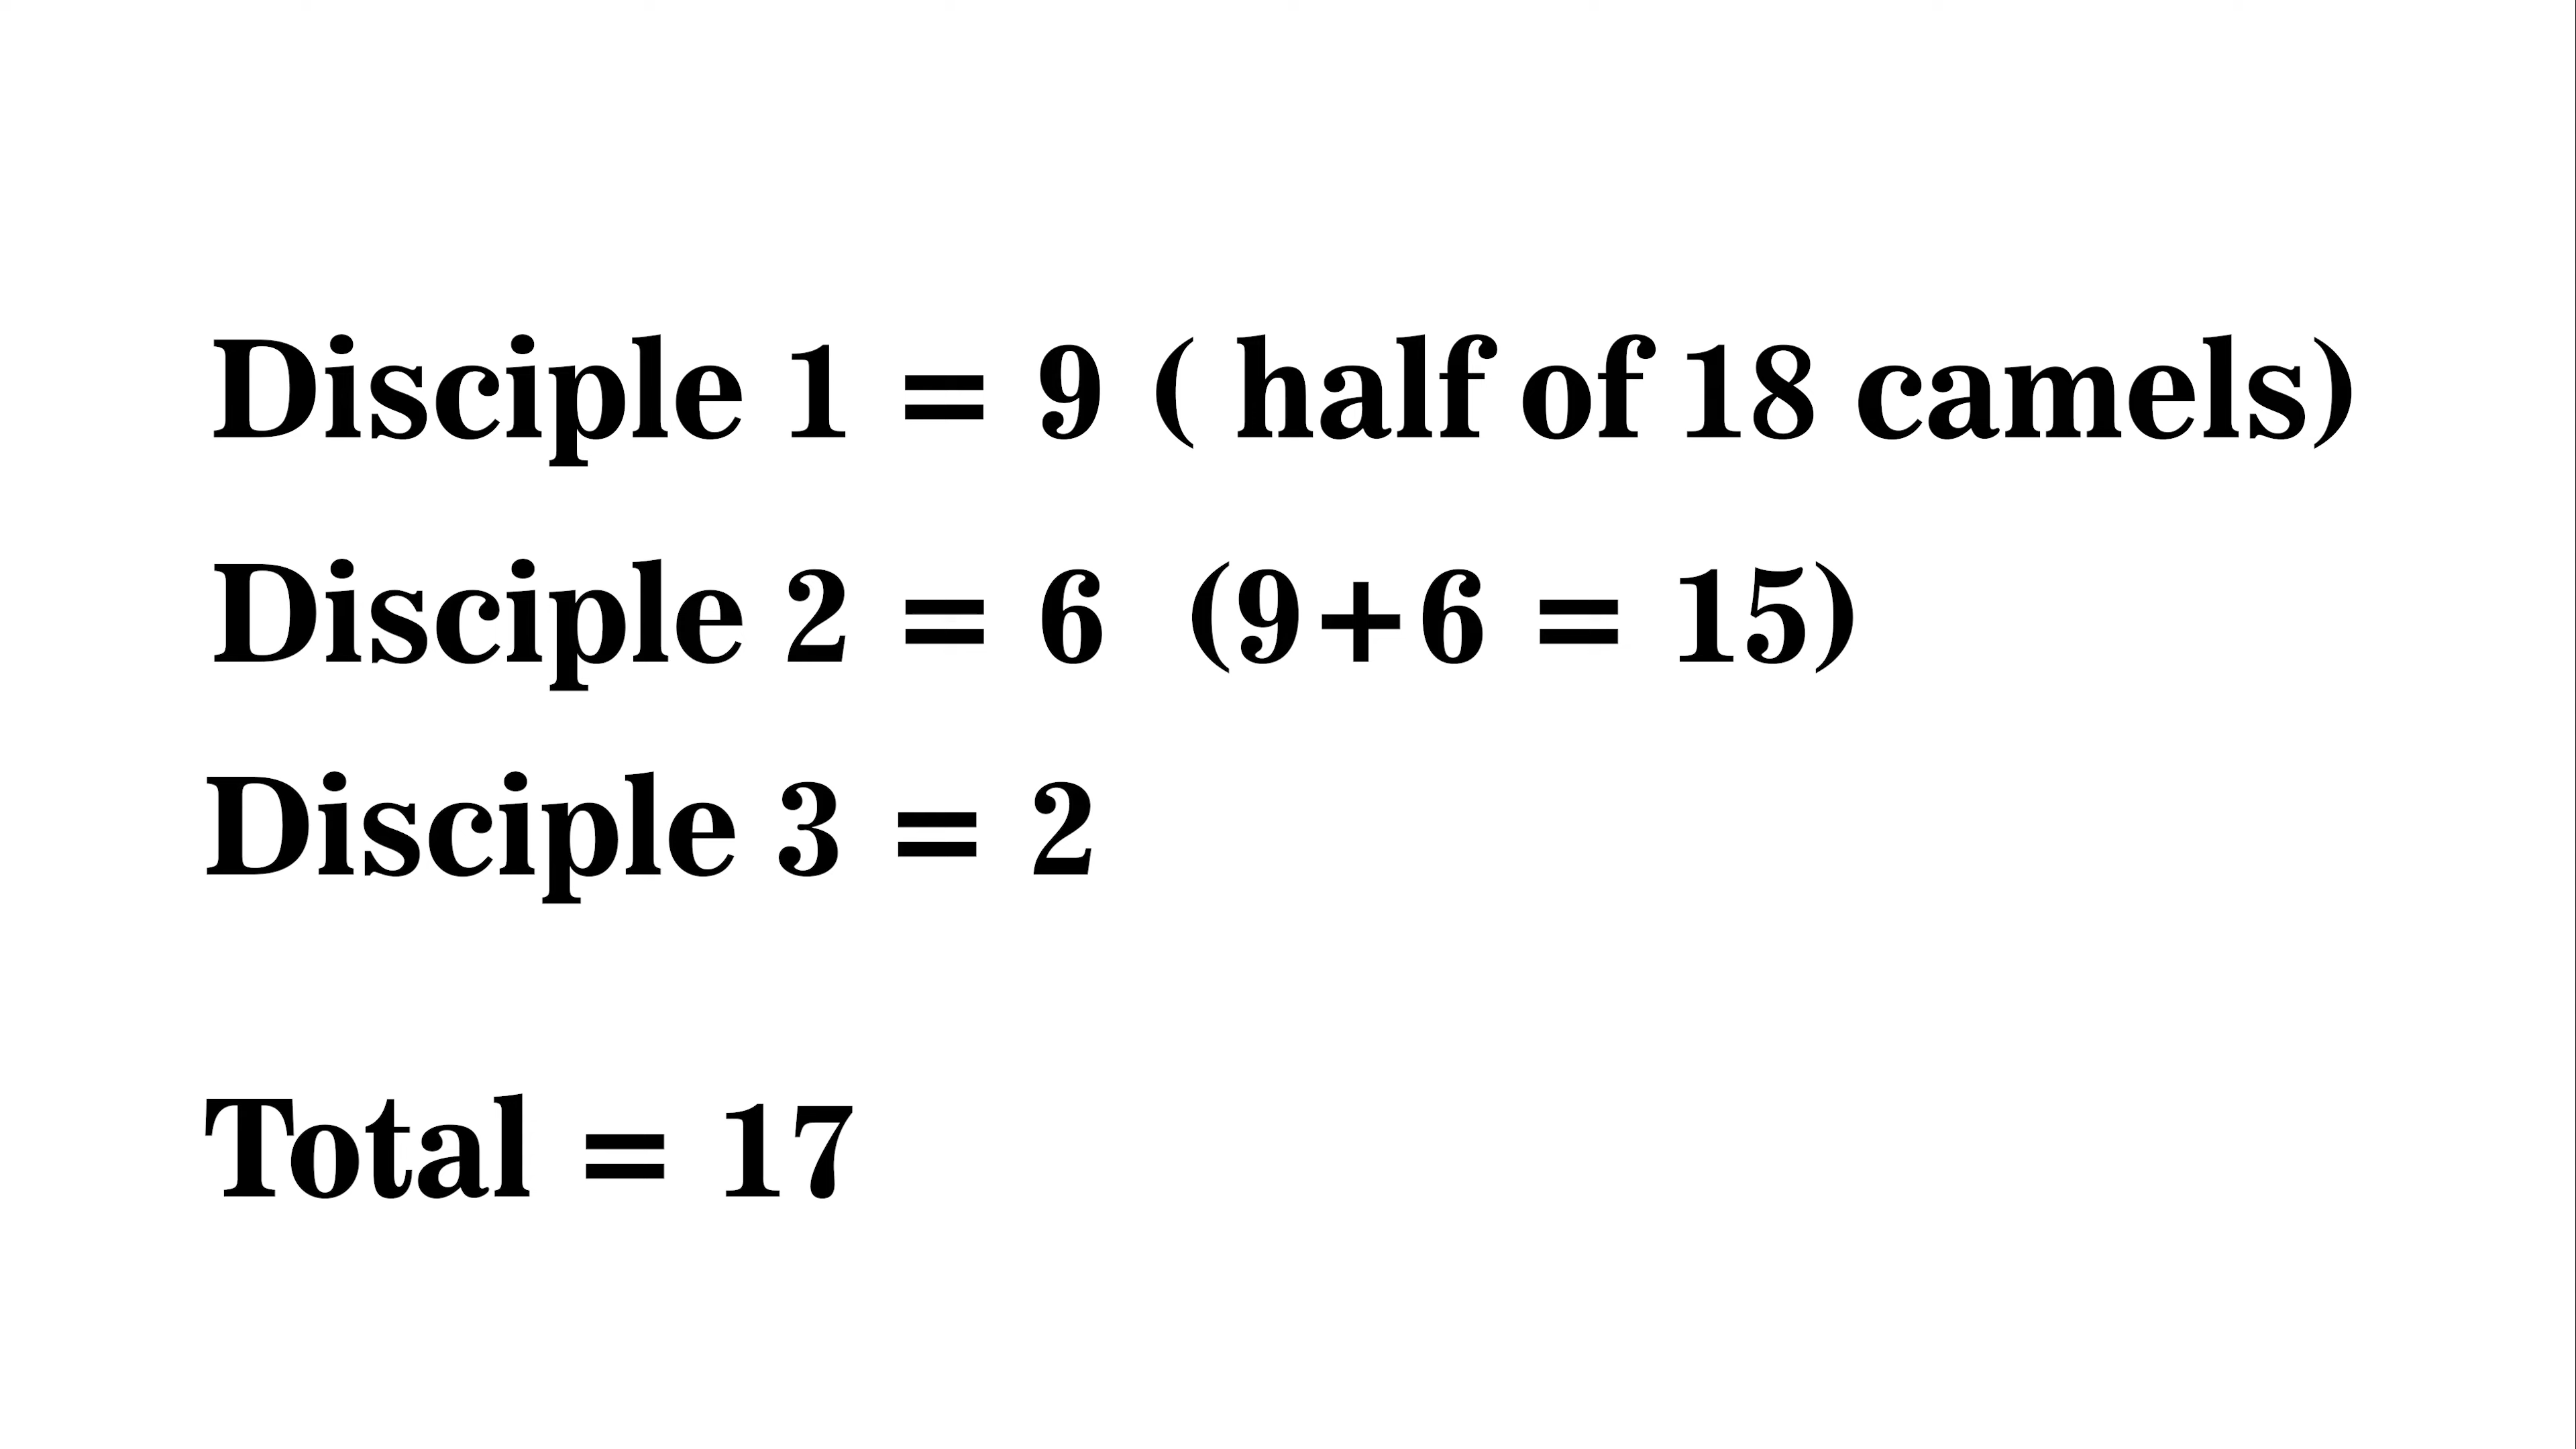 Disciple 1 = 9 ( half of 18 camels)
Disciple 2 = 6 (9+6 = 15)
Disciple 3 = 2
Total = 17